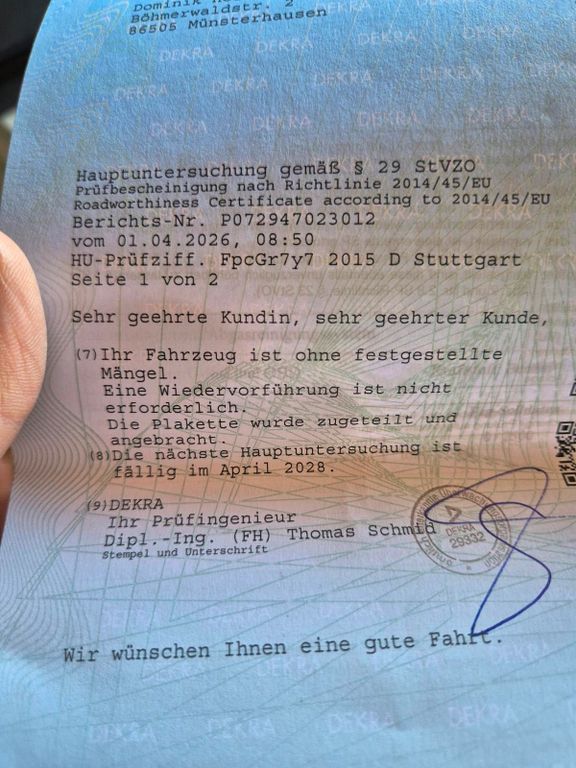 Dominik
Böhmerwaldstr. 2
86505 Münsterhausen
Hauptuntersuchung gemäß § 29 StVZO
Prüfbescheinigung nach Richtlinie 2014/45/EU
Roadworthiness Certificate according to 2014/45/EU
Berichts-Nr. P072947023012
vom 01.04.2026, 08:50
HU-Prüfziff. FpcGr7y7 2015 D Stuttgart
Seite 1 von 2
Sehr geehrte Kundin, sehr geehrter Kunde,
(7)Ihr Fahrzeug ist ohne festgestellte
Mängel.
Eine Wiedervorführung ist nicht
erforderlich.
Die Plakette wurde zugeteilt und
angebracht.
(8)Die nächste Hauptuntersuchung ist
fällig im April 2028.
(9)DEKRA
Ihr Prüfingenieur
Dipl.-Ing. (FH) Thomas Schmid
Stempel und Unterschrift
DEKRA
29332
Wir wünschen Ihnen eine gute Fahrt.